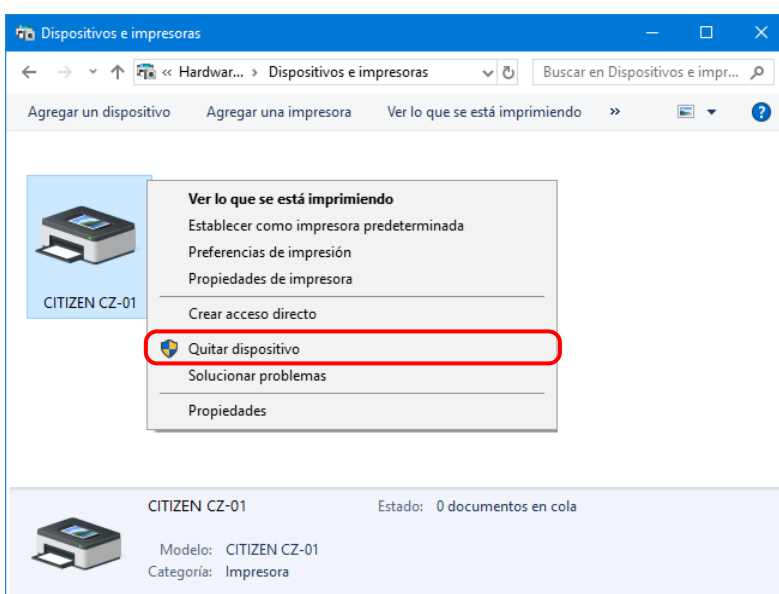 Dispositivos e impresoras
« Hardwar... › Dispositivos e impresoras
Buscar en Dispositivos e impr...
Agregar un dispositivo Agregar una impresora Ver lo que se está imprimiendo »
Ver lo que se está imprimiendo
Establecer como impresora predeterminada
Preferencias de impresión
Propiedades de impresora
CITIZEN CZ-01
Crear acceso directo
Quitar dispositivo
Solucionar problemas
Propiedades
CITIZEN CZ-01 Estado: 0 documentos en cola
Modelo: CITIZEN CZ-01
Categoría: Impresora